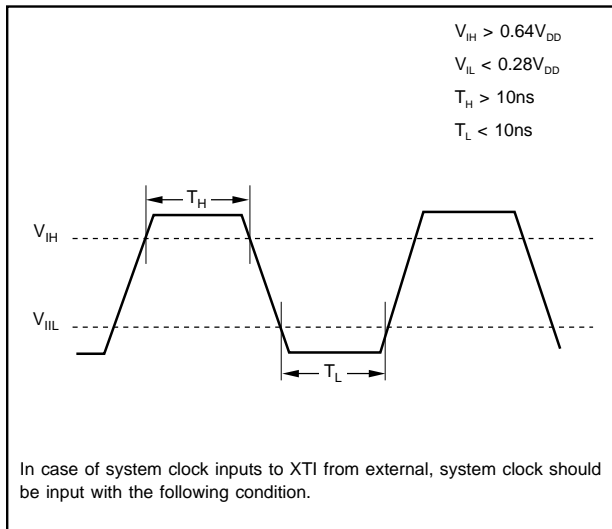 V_IH > 0.64V_DD
V_IL < 0.28V_DD
T_H > 10ns
T_L < 10ns
T_H
V_IH
V_IIL
T_L
In case of system clock inputs to XTI from external, system clock should
be input with the following condition.